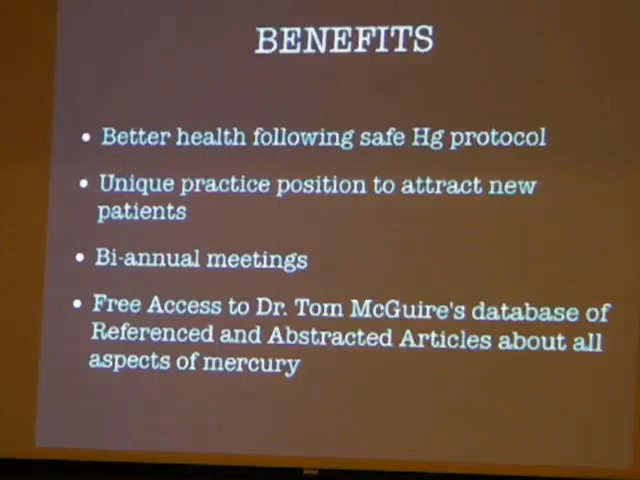 BENEFITS
• Better health following safe Hg protocol
• Unique practice position to attract new
patients
• Bi-annual meetings
• Free Access to Dr. Tom McGuire's database of
Referenced and Abstracted Articles about all
aspects of mercury